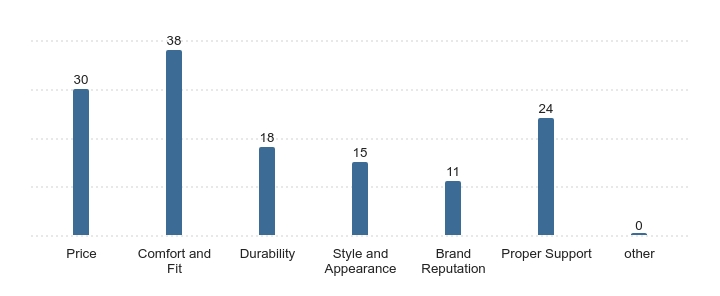 38
30
24
18
15
11
0
Price
Comfort and
Fit
Durability
Style and
Appearance
Brand
Reputation
Proper Support
other